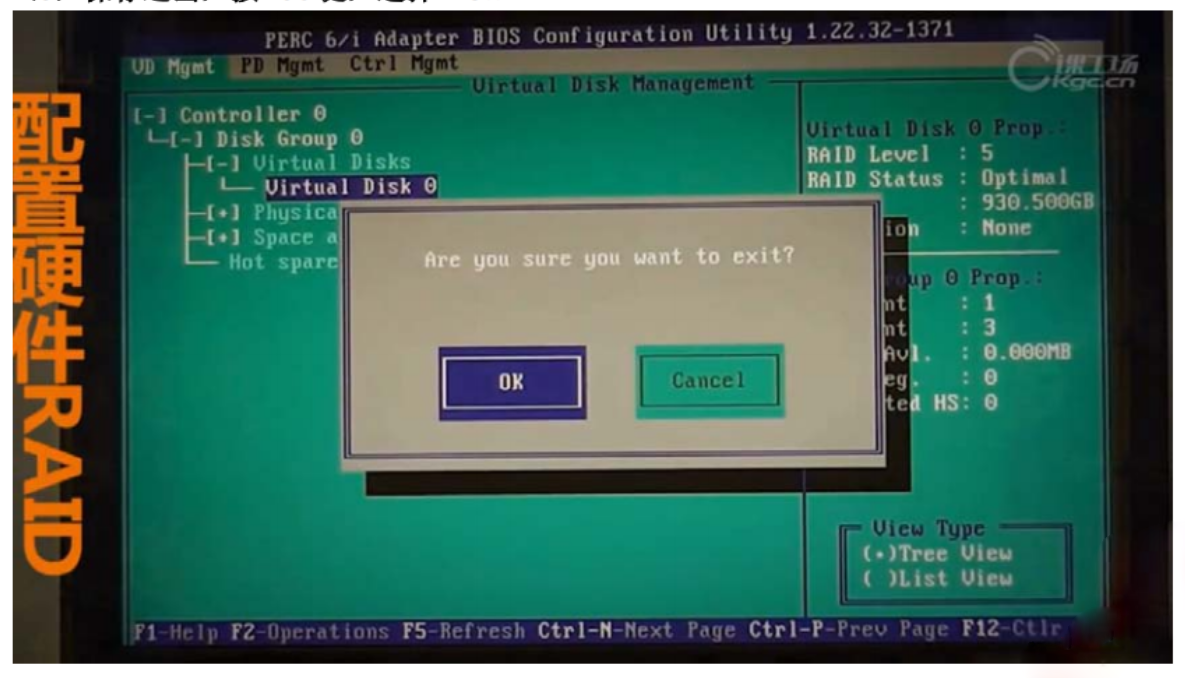 PERC 6/i Adapter BIOS Configuration Utility 1.22.32-1371
VD Mgmt PD Mgmt Ctrl Mgmt
Virtual Disk Management
[-] Controller 0
[-] Disk Group 0
[-] Virtual Disks
Virtual Disk 0
[+] Physica
[+] Space a
Hot spare
Virtual Disk 0 Prop.:
RAID Level : 5
RAID Status : Optimal
: 930.500GB
ion : None
oup 0 Prop.:
nt : 1
nt : 3
Avl. : 0.000MB
eg. : 0
ted HS: 0
Are you sure you want to exit?
OK
Cancel
View Type
(•)Tree View
( )List View
F1-Help F2-Operations F5-Refresh Ctrl-N-Next Page Ctrl-P-Prev Page F12-Ctlr
配置硬件RAID
课工场
Kgc.cn